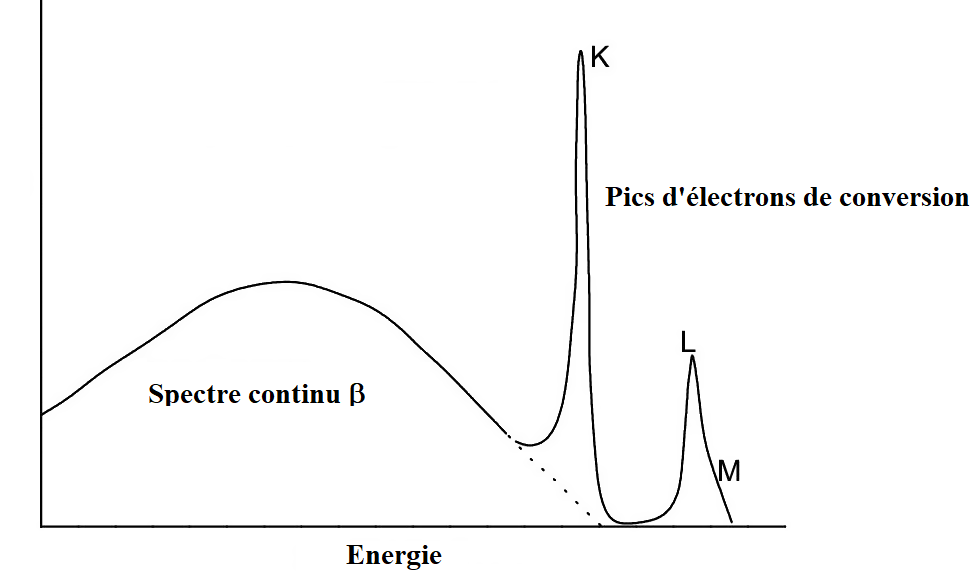 K
Pics d'électrons de conversion
L
Spectre continu β
M
Energie